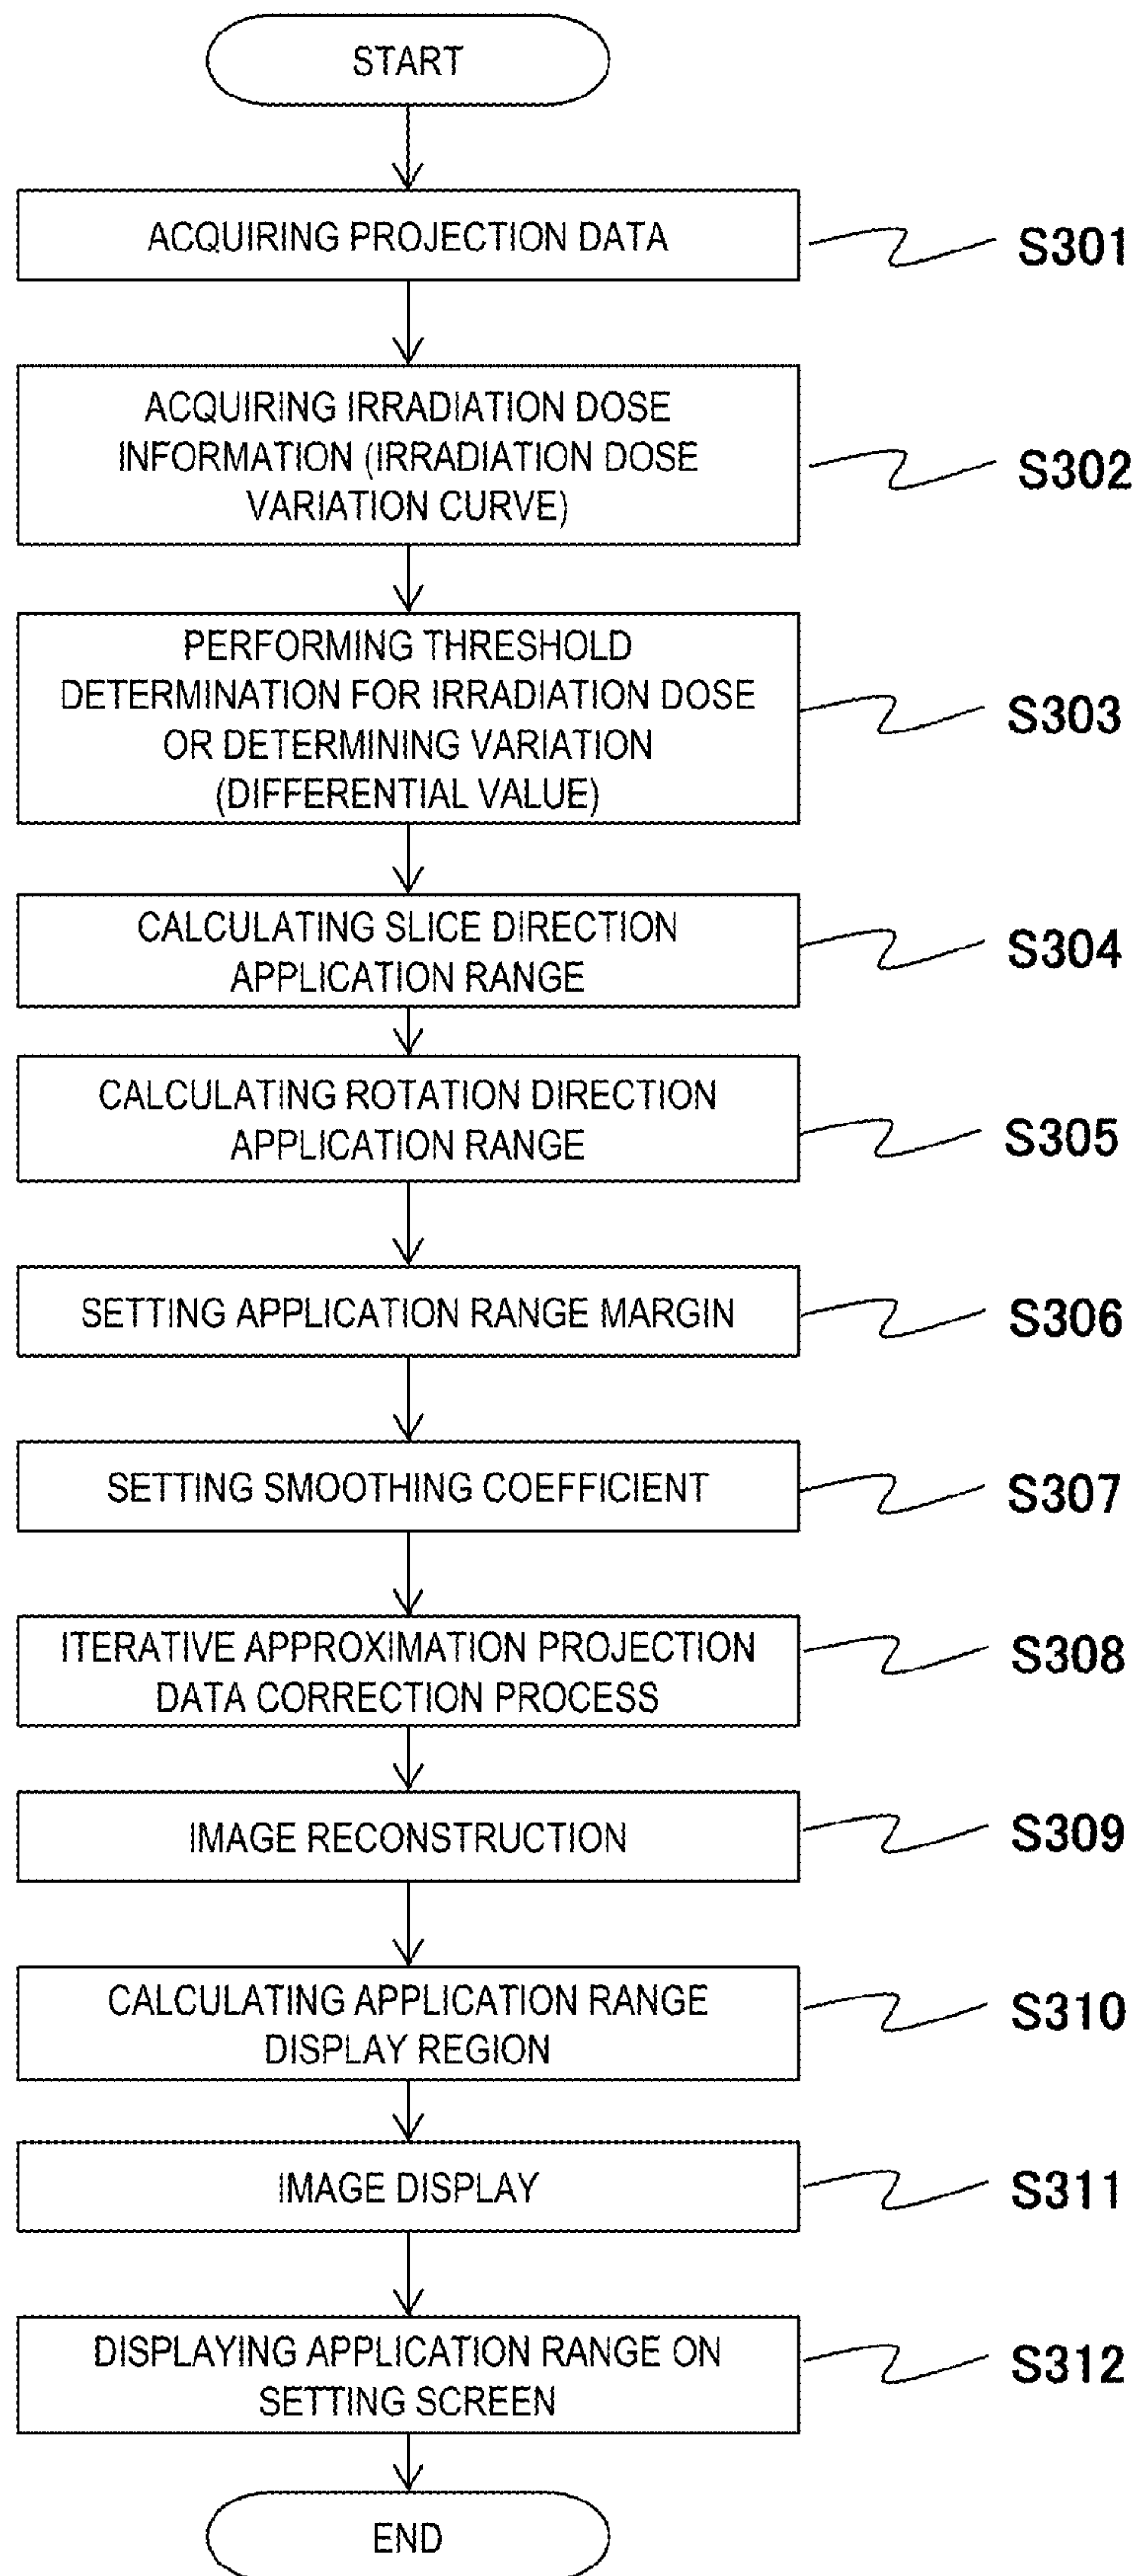 START
ACQUIRING PROJECTION DATA
S301
ACQUIRING IRRADIATION DOSE
INFORMATION (IRRADIATION DOSE
VARIATION CURVE)
S302
PERFORMING THRESHOLD
DETERMINATION FOR IRRADIATION DOSE
OR DETERMINING VARIATION
(DIFFERENTIAL VALUE)
S303
CALCULATING SLICE DIRECTION
APPLICATION RANGE
S304
CALCULATING ROTATION DIRECTION
APPLICATION RANGE
S305
SETTING APPLICATION RANGE MARGIN
S306
SETTING SMOOTHING COEFFICIENT
S307
ITERATIVE APPROXIMATION PROJECTION
DATA CORRECTION PROCESS
S308
IMAGE RECONSTRUCTION
S309
CALCULATING APPLICATION RANGE
DISPLAY REGION
S310
IMAGE DISPLAY
S311
DISPLAYING APPLICATION RANGE ON
SETTING SCREEN
S312
END